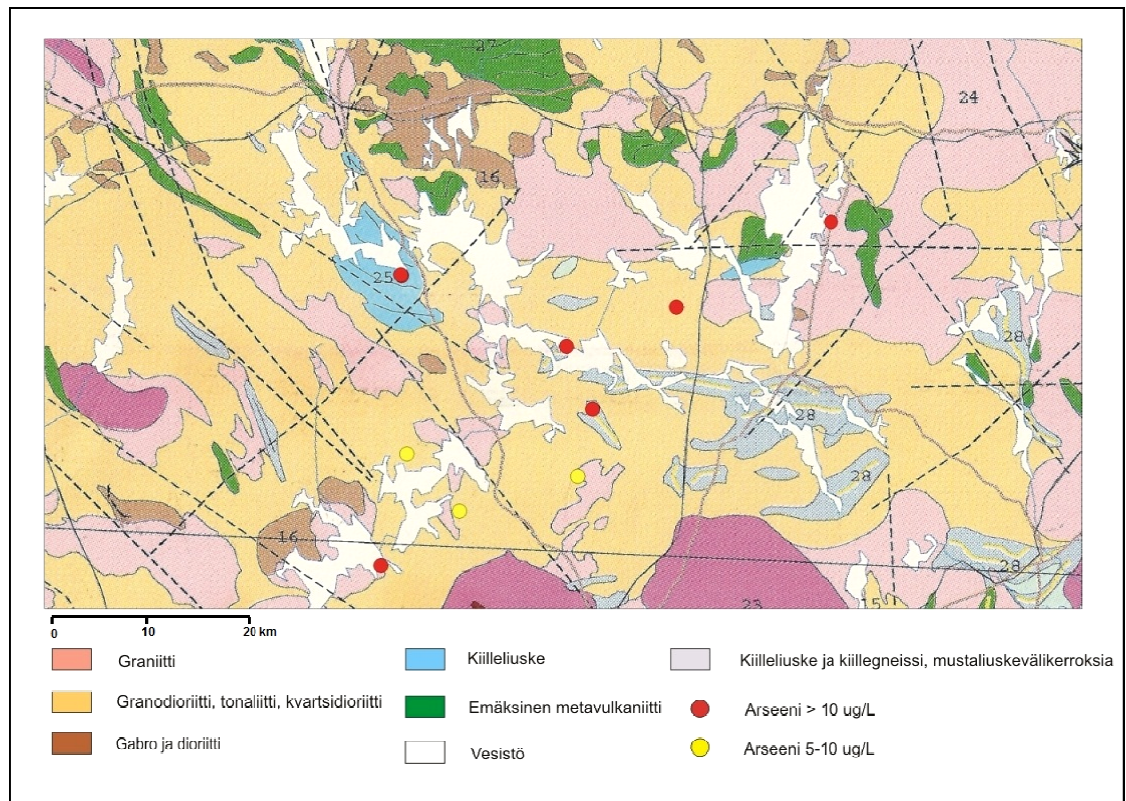 27
24
16
25
28
28
28
16
28
23
15
0 10 20 km
Graniitti
Kiilleliuske
Kiilleliuske ja kiillegneissi, mustaliuskevälikerroksia
Granodioriitti, tonaliitti, kvartsidioriitti
Emäksinen metavulkaniitti
Arseeni > 10 ug/L
Gabro ja dioriitti
Vesistö
Arseeni 5-10 ug/L